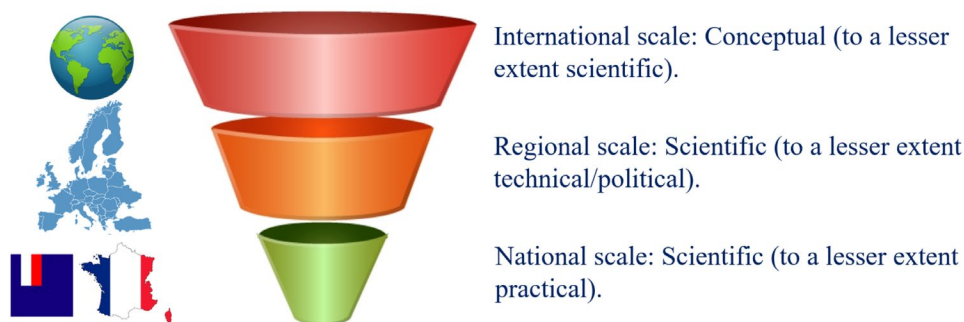 International scale: Conceptual (to a lesser
extent scientific).
Regional scale: Scientific (to a lesser extent
technical/political).
National scale: Scientific (to a lesser extent
practical).